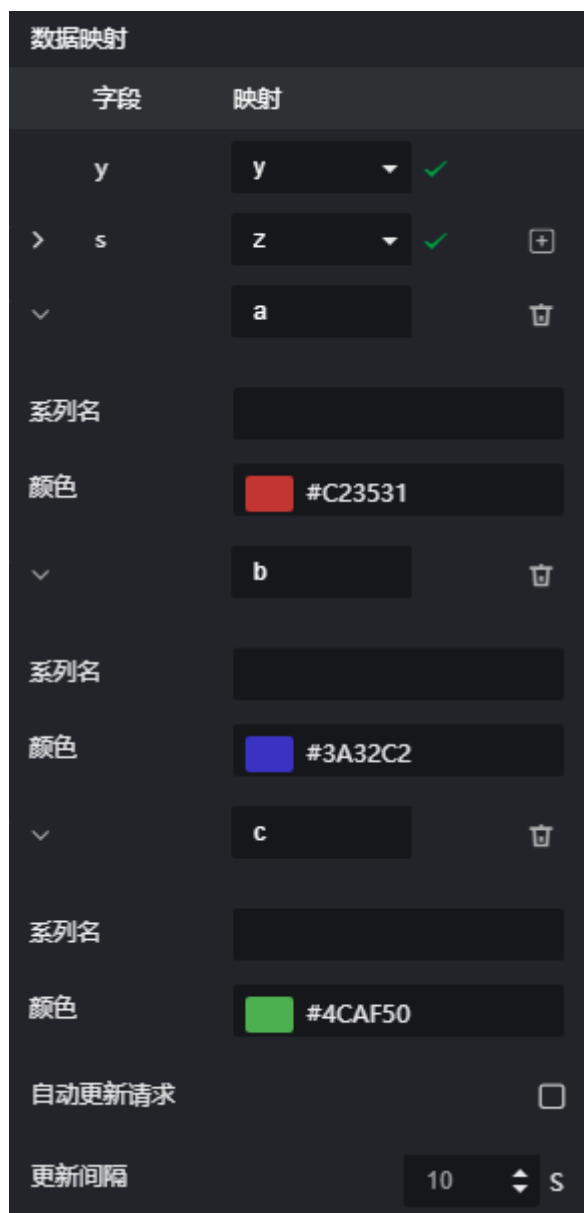 数据映射
字段 映射
y y
s z
a
系列名
颜色 #C23531
b
系列名
颜色 #3A32C2
c
系列名
颜色 #4CAF50
自动更新请求
更新间隔 10 S